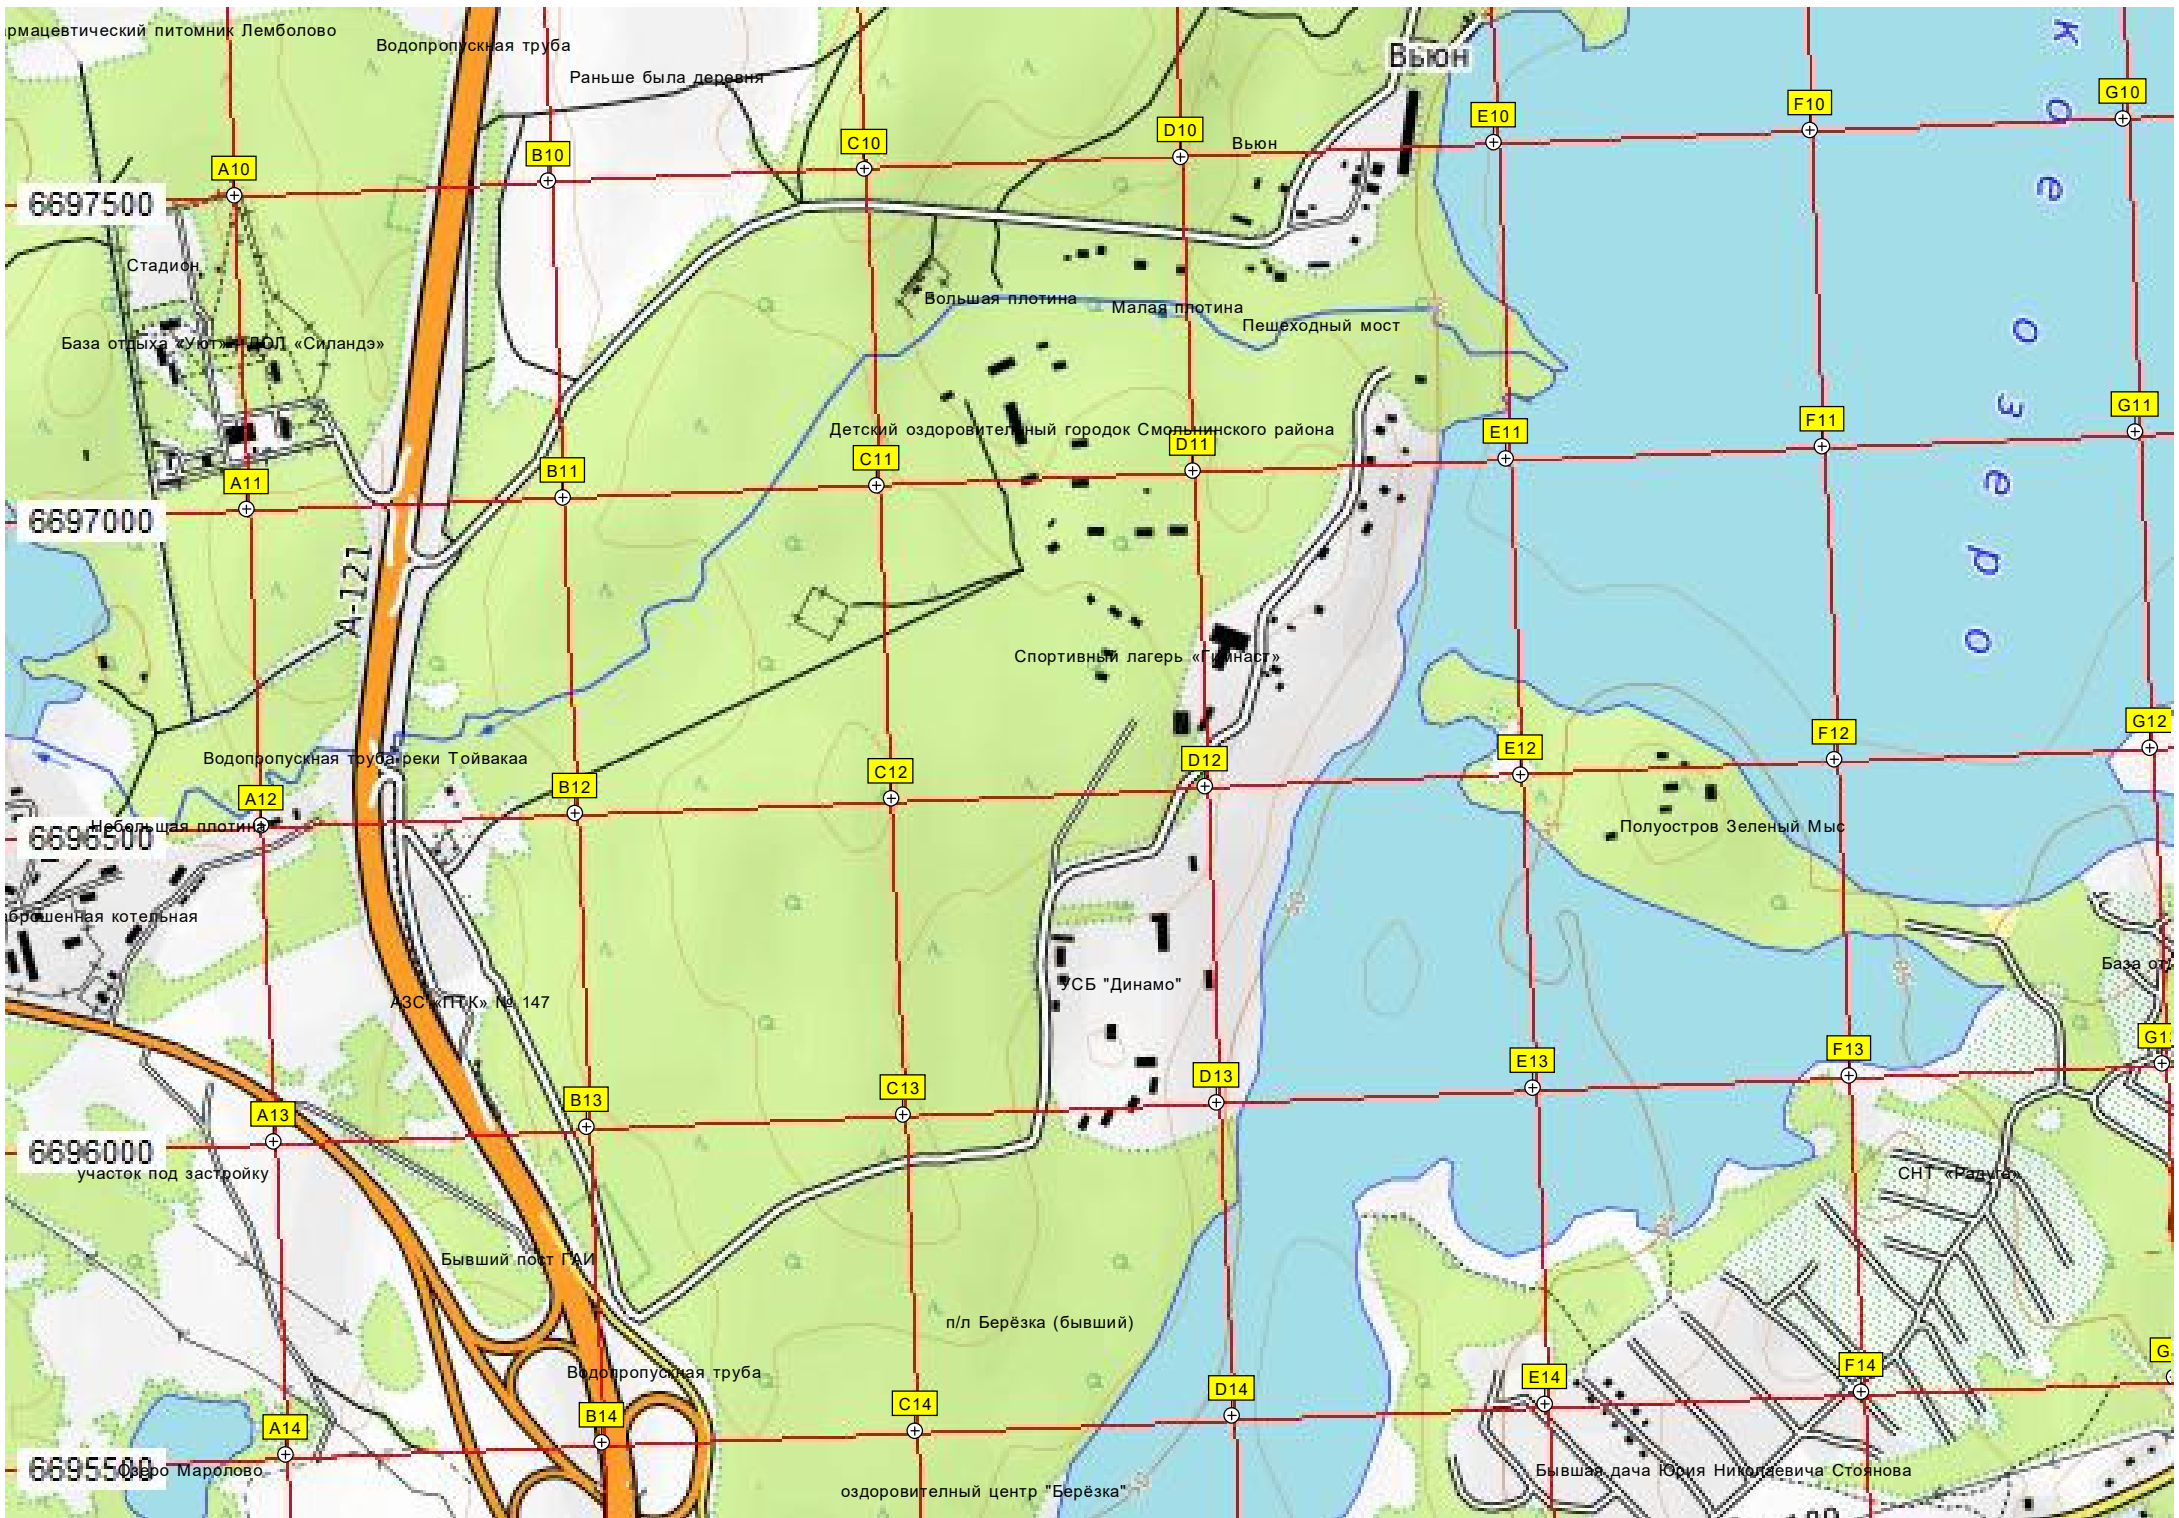 рмацевтический питомник Лемболово
Водопропускная труба
Раньше была деревня
Вьюн
к о е
о з е р о
G10
F10
E10
D10
Вьюн
C10
B10
A10
6697500
Стадион
Большая плотина
Малая плотина
Пешеходный мост
База отдыха «Уют»
ДОЛ «Силандэ»
G11
F11
E11
Детский оздоровительный городок Смольнинского района
D11
C11
B11
A11
6697000
А-121
Спортивный лагерь «Гимнаст»
G12
F12
E12
D12
Водопропускная труба реки Тойвакаа
C12
B12
A12
Небольшая плотина
6696500
Полуостров Зеленый Мыс
аброшенная котельная
База от
УСБ "Динамо"
АЗС «ПТК» № 147
G1
F13
E13
D13
C13
B13
A13
6696000
участок под застройку
СНТ «Радуга»
Бывший пост ГАИ
п/л Берёзка (бывший)
G
F14
Водопропускная труба
E14
D14
C14
B14
A14
6695500
Озеро Маролово
Бывшая дача Юрия Николаевича Стоянова
оздоровителный центр "Берёзка"